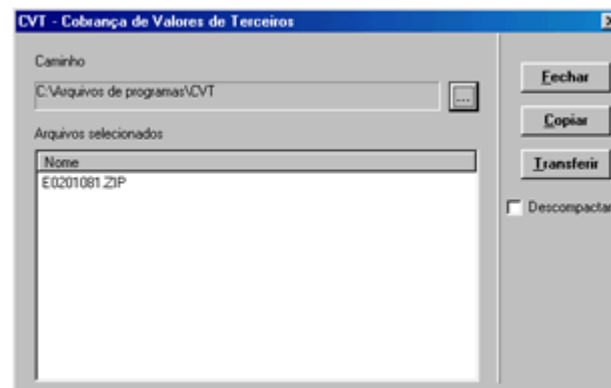 CVT - Cobrança de Valores de Terceiros
Caminho
C:\Arquivos de programas\CVT
...
Arquivos selecionados
Nome
E0201081.ZIP
Fechar
Copiar
Transferir
Descompactar